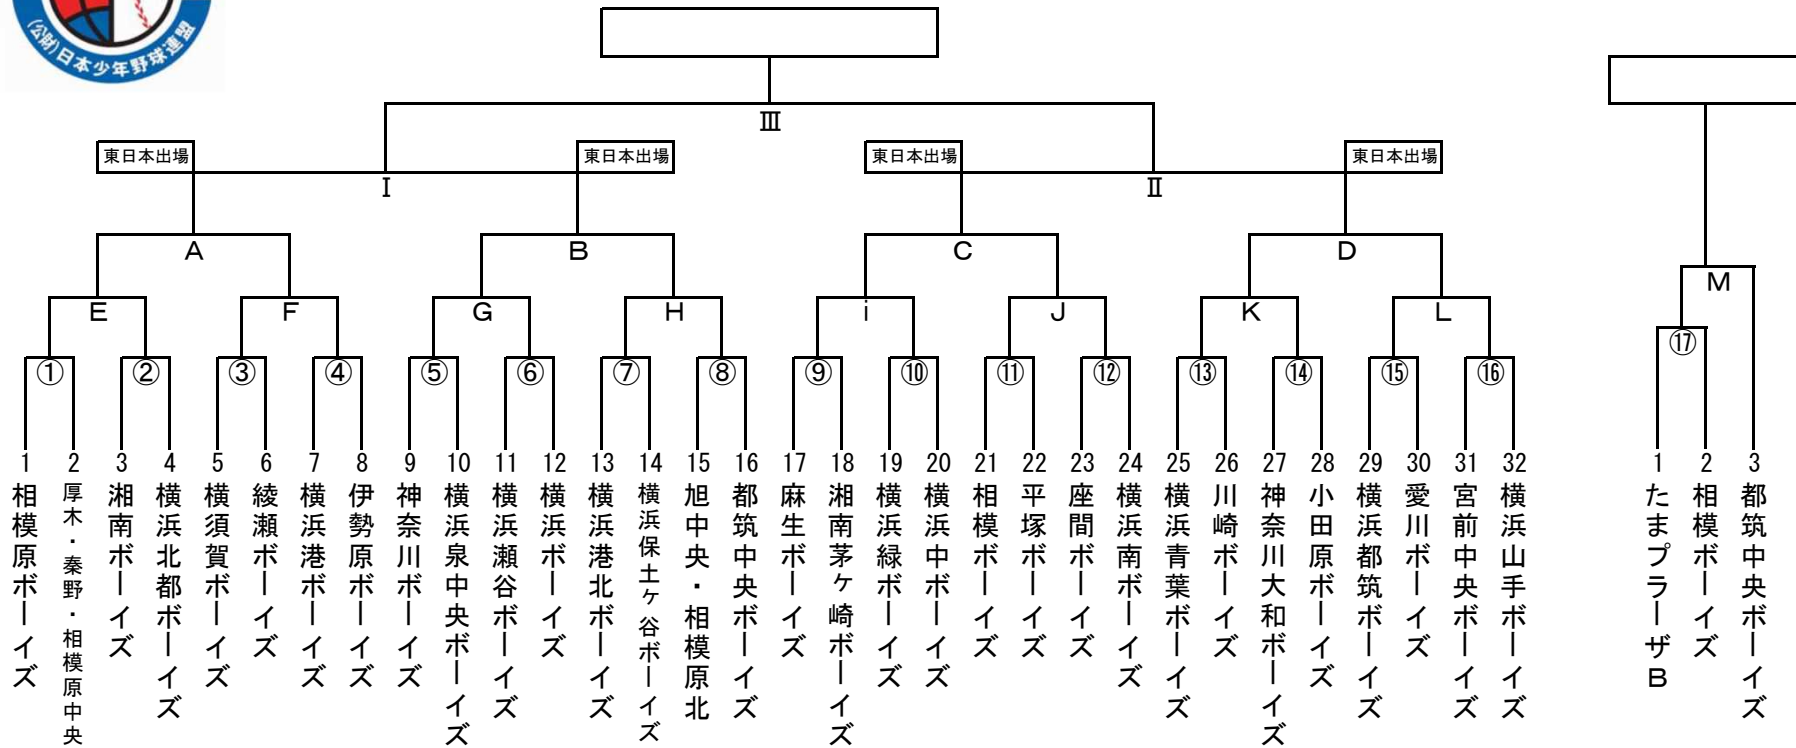 (公財)日本少年野球連盟
Ⅲ
東日本出場
東日本出場
東日本出場
東日本出場
Ⅰ
Ⅱ
A
B
C
D
M
E
F
G
H
i
J
K
L
⑰
①
②
③
④
⑤
⑥
⑦
⑧
⑨
⑩
⑪
⑫
⑬
⑭
⑮
⑯
1 相模原ボーイズ
2 厚木・秦野・相模原中央
3 湘南ボーイズ
4 横浜北都ボーイズ
5 横須賀ボーイズ
6 綾瀬ボーイズ
7 横浜港ボーイズ
8 伊勢原ボーイズ
9 神奈川ボーイズ
10 横浜泉中央ボーイズ
11 横浜瀬谷ボーイズ
12 横浜ボーイズ
13 横浜港北ボーイズ
14 横浜保土ヶ谷ボーイズ
15 旭中央・相模原北
16 都筑中央ボーイズ
17 麻生ボーイズ
18 湘南茅ヶ崎ボーイズ
19 横浜緑ボーイズ
20 横浜中ボーイズ
21 相模ボーイズ
22 平塚ボーイズ
23 座間ボーイズ
24 横浜南ボーイズ
25 横浜青葉ボーイズ
26 川崎ボーイズ
27 神奈川大和ボーイズ
28 小田原ボーイズ
29 横浜都筑ボーイズ
30 愛川ボーイズ
31 宮前中央ボーイズ
32 横浜山手ボーイズ
1 たまプラーザB
2 相模ボーイズ
3 都筑中央ボーイズ